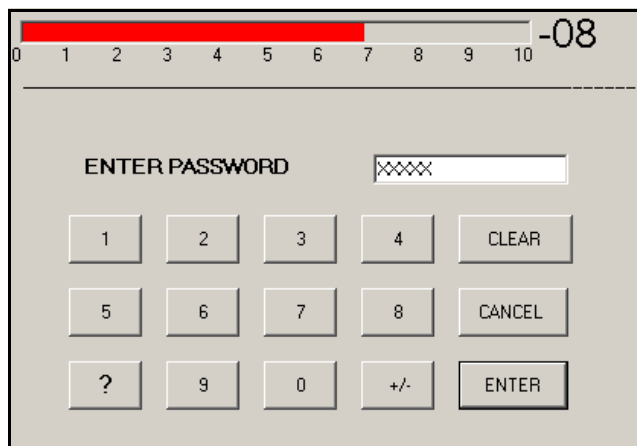 -08
0 1 2 3 4 5 6 7 8 9 10
ENTER PASSWORD XXXXX
1 2 3 4 CLEAR
5 6 7 8 CANCEL
? 9 0 +/- ENTER